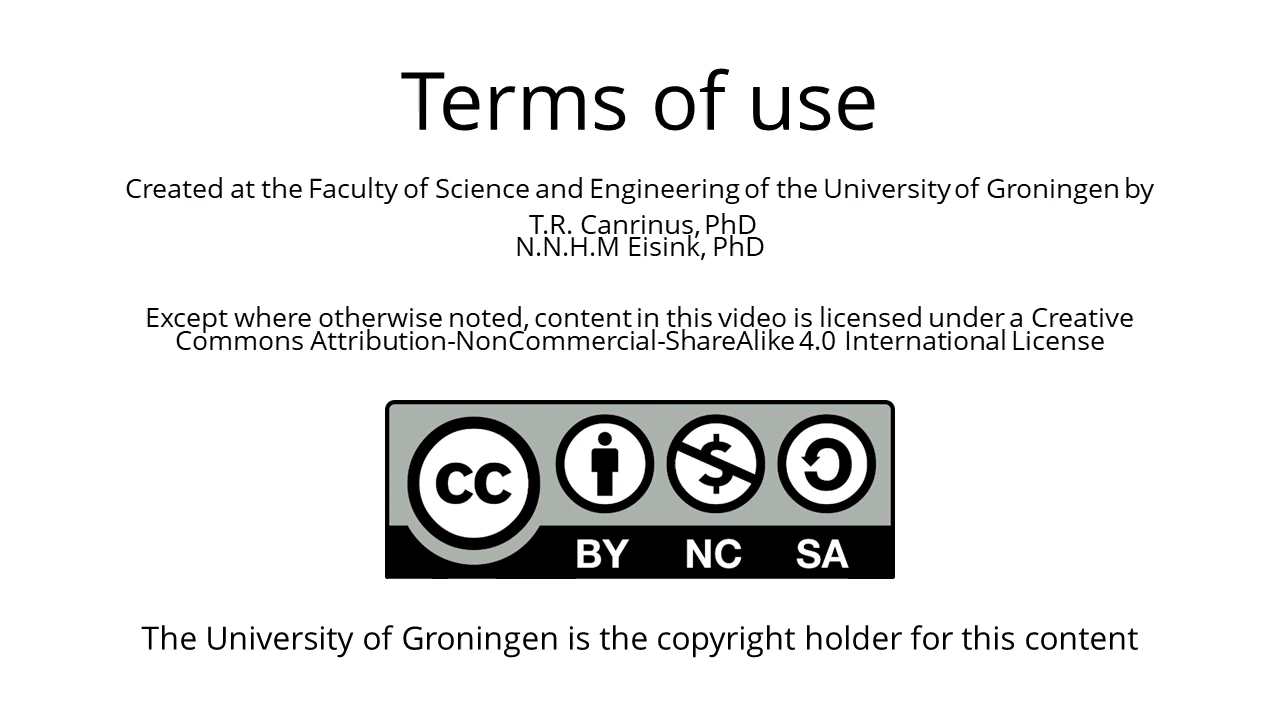 Terms of use
Created at the Faculty of Science and Engineering of the University of Groningen by
T.R. Canrinus, PhD
N.N.H.M Eisink, PhD
Except where otherwise noted, content in this video is licensed under a Creative
Commons Attribution-NonCommercial-ShareAlike 4.0 International License
cc
BY NC SA
The University of Groningen is the copyright holder for this content